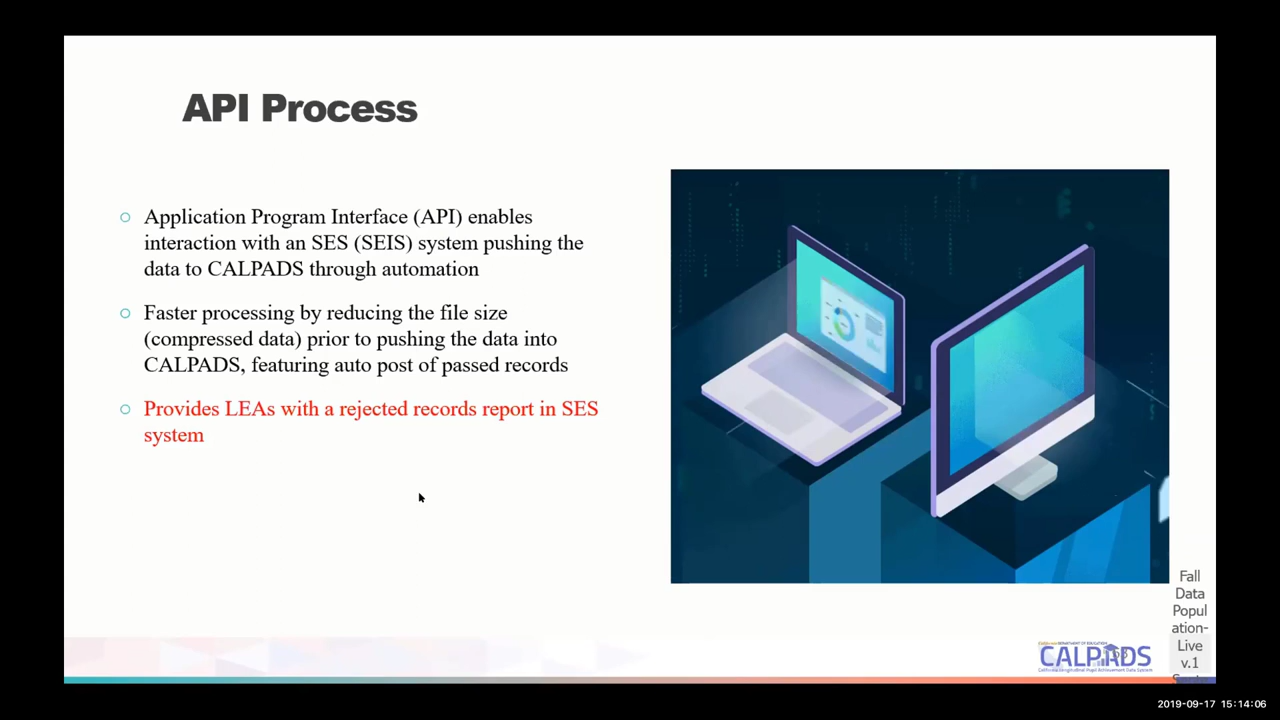 API Process
Application Program Interface (API) enables
interaction with an SES (SEIS) system pushing the
data to CALPADS through automation
Faster processing by reducing the file size
(compressed data) prior to pushing the data into
CALPADS, featuring auto post of passed records
Provides LEAs with a rejected records report in SES
system
Fall
Data
Popul
ation-
Live
v.1
CALPADS
2019-09-17 15:14:06